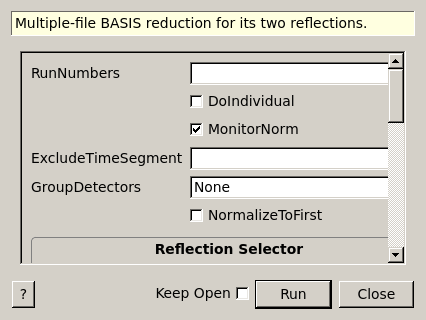 Multiple-file BASIS reduction for its two reflections.
RunNumbers
DoIndividual
MonitorNorm
ExcludeTimeSegment
GroupDetectors None
NormalizeToFirst
Reflection Selector
? Keep Open Run Close